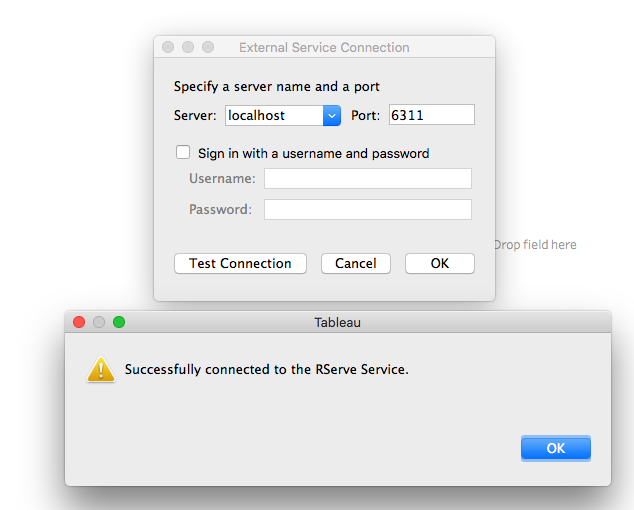 External Service Connection
Specify a server name and a port
Server: localhost Port: 6311
Sign in with a username and password
Username:
Password:
Drop field here
Test Connection Cancel OK
Tableau
Successfully connected to the RServe Service.
OK